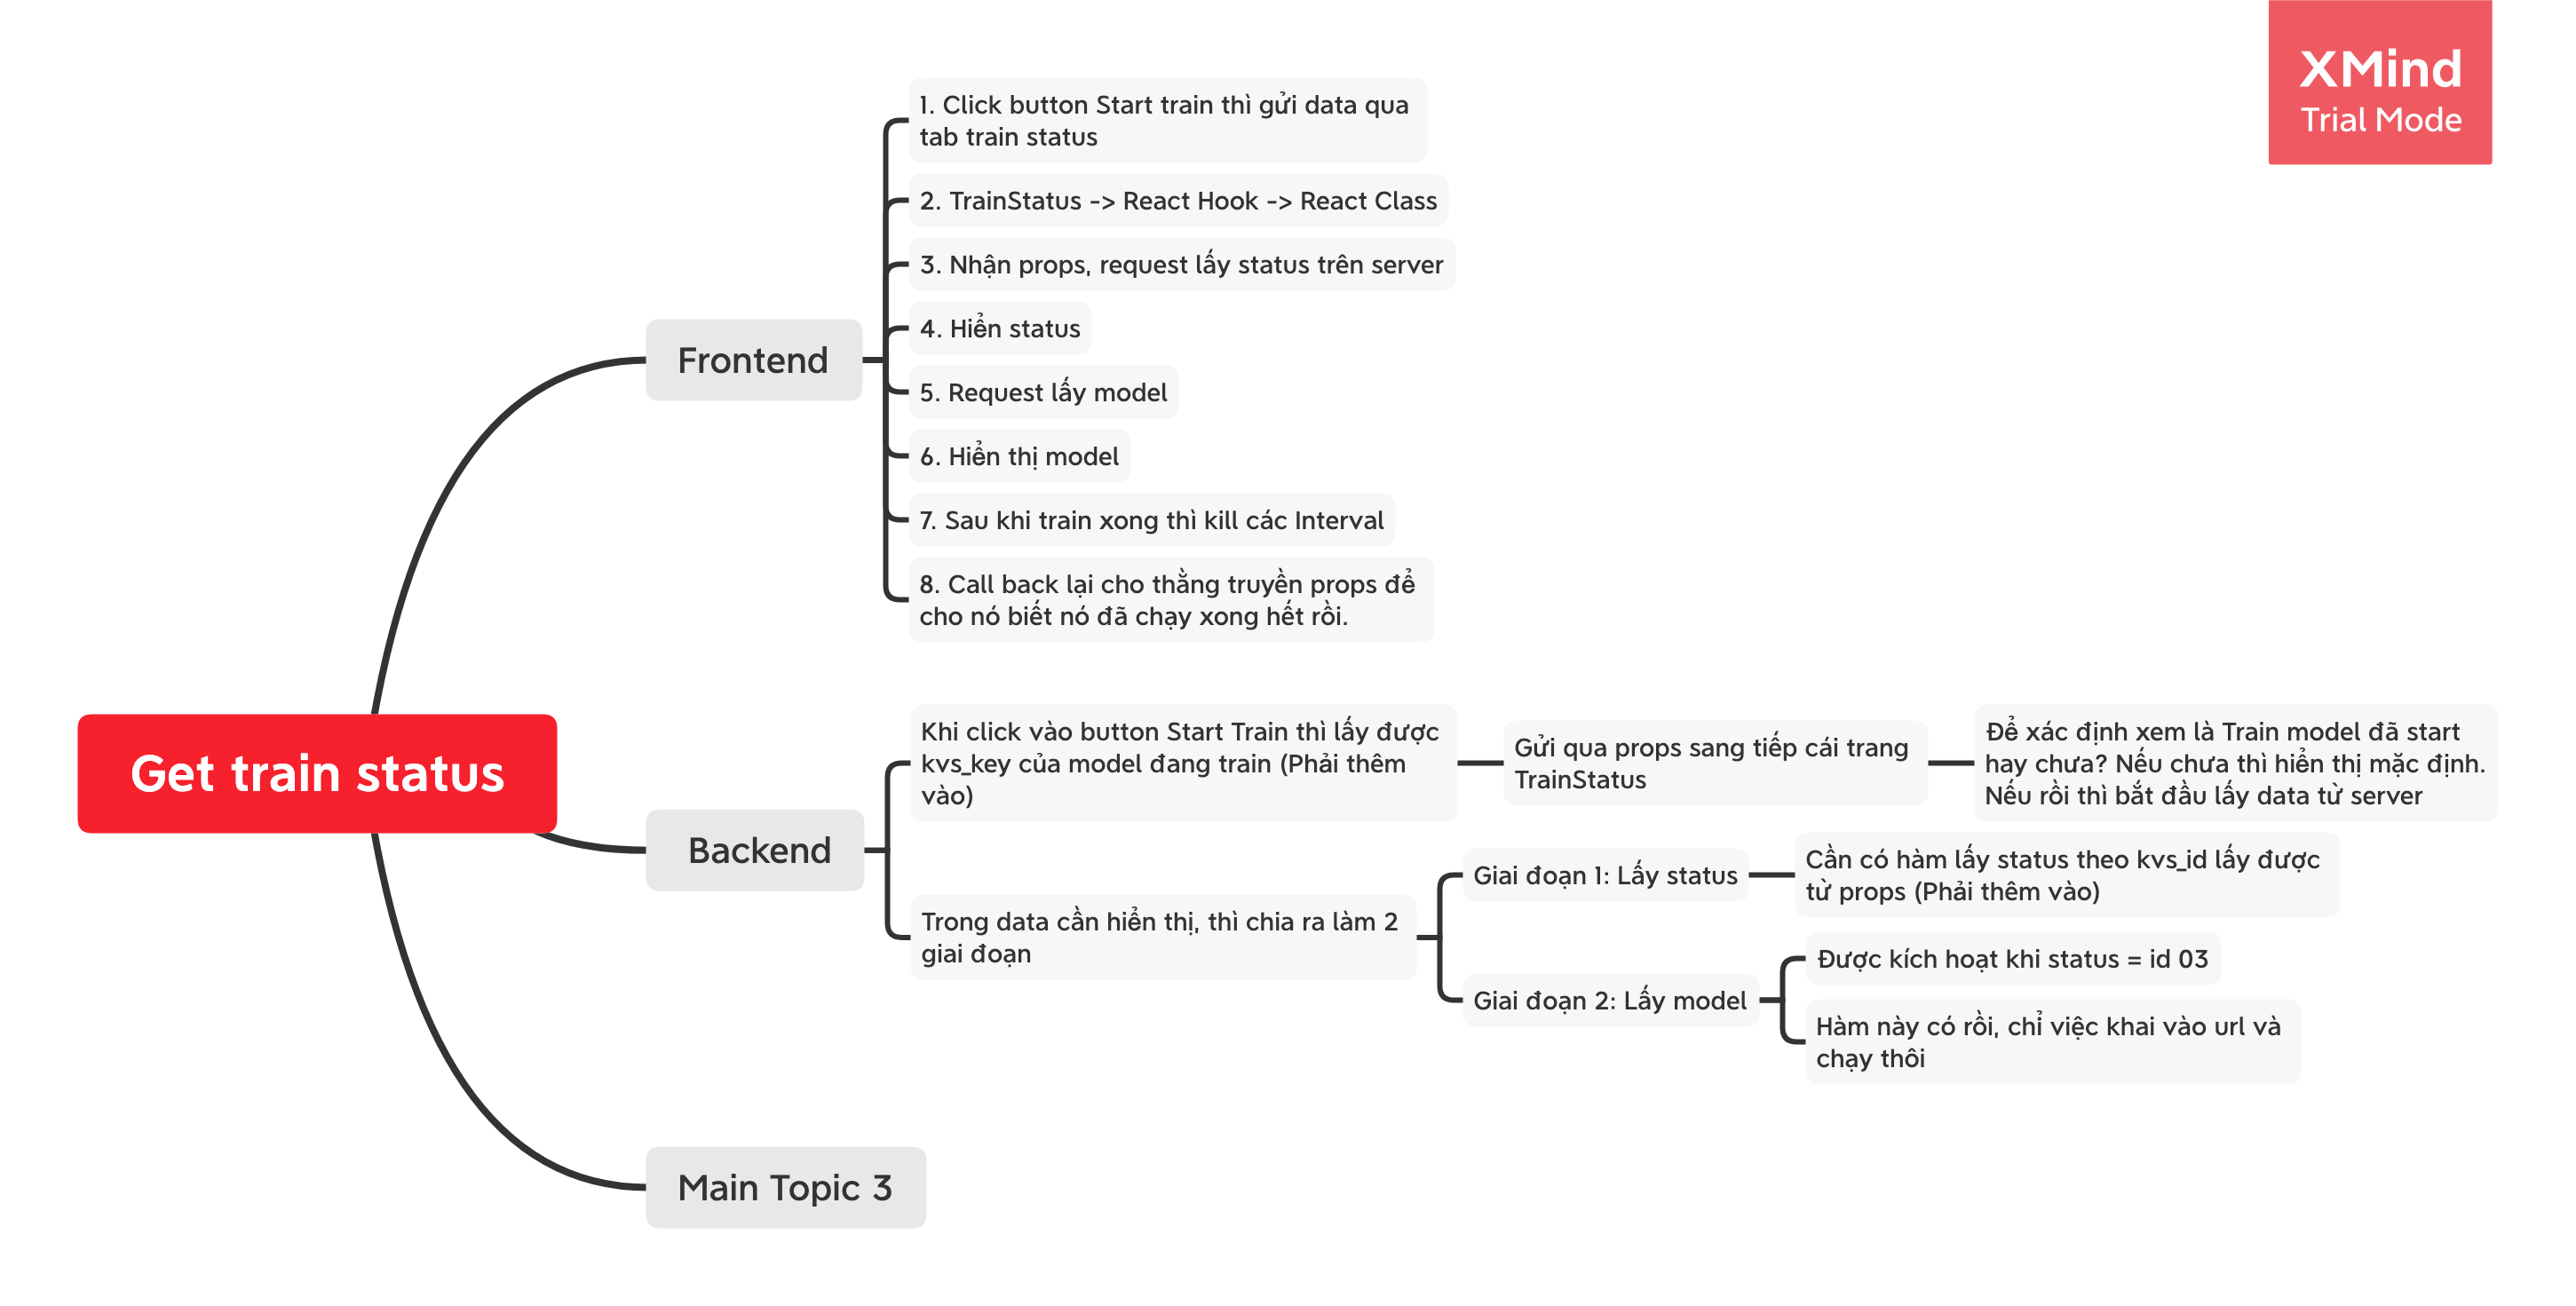 XMind
Trial Mode
Get train status
Frontend
1. Click button Start train thì gửi data qua
tab train status
2. TrainStatus -> React Hook -> React Class
3. Nhận props, request lấy status trên server
4. Hiển status
5. Request lấy model
6. Hiển thị model
7. Sau khi train xong thì kill các Interval
8. Call back lại cho thằng truyền props để
cho nó biết nó đã chạy xong hết rồi.
Backend
Khi click vào button Start Train thì lấy được
kvs_key của model đang train (Phải thêm
vào)
Gửi qua props sang tiếp cái trang
TrainStatus
Để xác định xem là Train model đã start
hay chưa? Nếu chưa thì hiển thị mặc định.
Nếu rồi thì bắt đầu lấy data từ server
Trong data cần hiển thị, thì chia ra làm 2
giai đoạn
Giai đoạn 1: Lấy status
Cần có hàm lấy status theo kvs_id lấy được
từ props (Phải thêm vào)
Giai đoạn 2: Lấy model
Được kích hoạt khi status = id 03
Hàm này có rồi, chỉ việc khai vào url và
chạy thôi
Main Topic 3